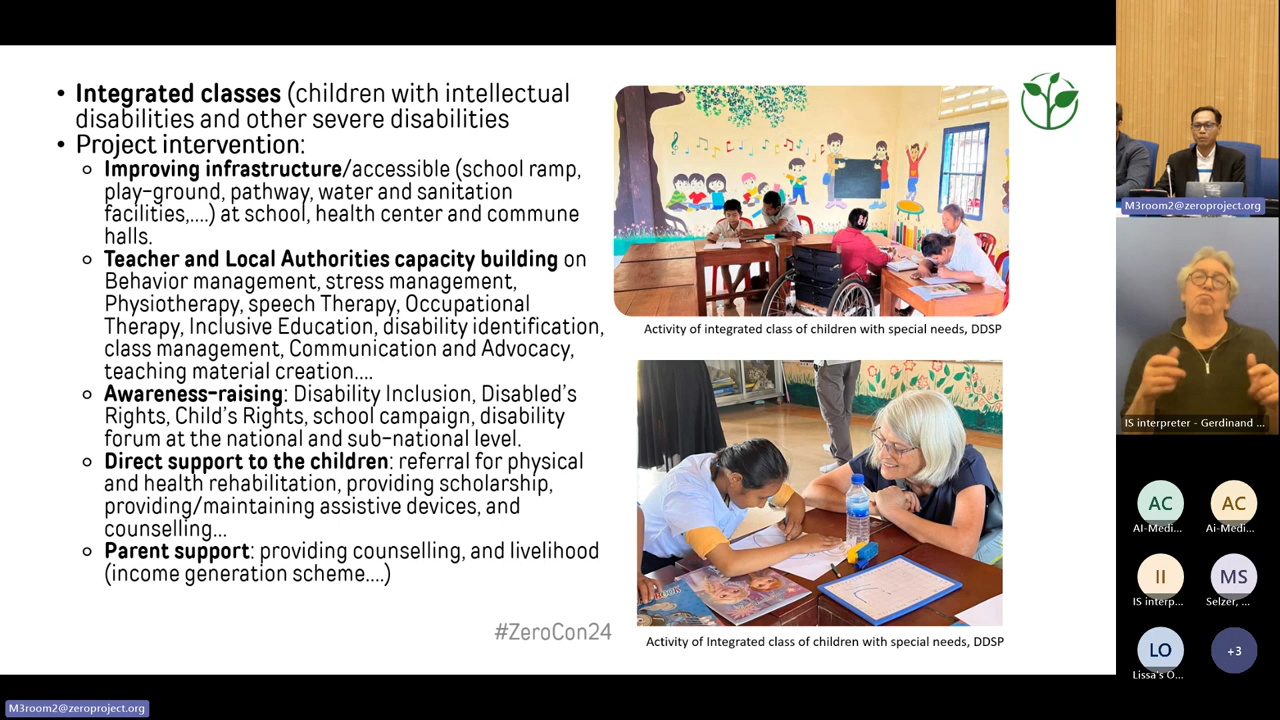 • Integrated classes (children with intellectual
disabilities and other severe disabilities
• Project intervention:
Improving infrastructure/accessible (school ramp,
play-ground, pathway, water and sanitation
facilities,....) at school, health center and commune
halls.
Teacher and Local Authorities capacity building on
Behavior management, stress management,
Physiotherapy, speech Therapy, Occupational
Therapy, Inclusive Education, disability identification,
class management, Communication and Advocacy,
teaching material creation....
Awareness-raising: Disability Inclusion, Disabled's
Rights, Child's Rights, school campaign, disability
forum at the national and sub-national level.
Direct support to the children: referral for physical
and health rehabilitation, providing scholarship,
providing/maintaining assistive devices, and
counselling...
Parent support: providing counselling, and livelihood
(income generation scheme....)
#ZeroCon24
Activity of integrated class of children with special needs, DDSP
Activity of Integrated class of children with special needs, DDSP
M3room2@zeroproject.org
IS interpreter - Gerdinand ...
AC
AC
AI-Medi...
Ai-Medi...
II
MS
IS interp...
Selzer, ...
LO
+3
Lissa's O...
M3room2@zeroproject.org